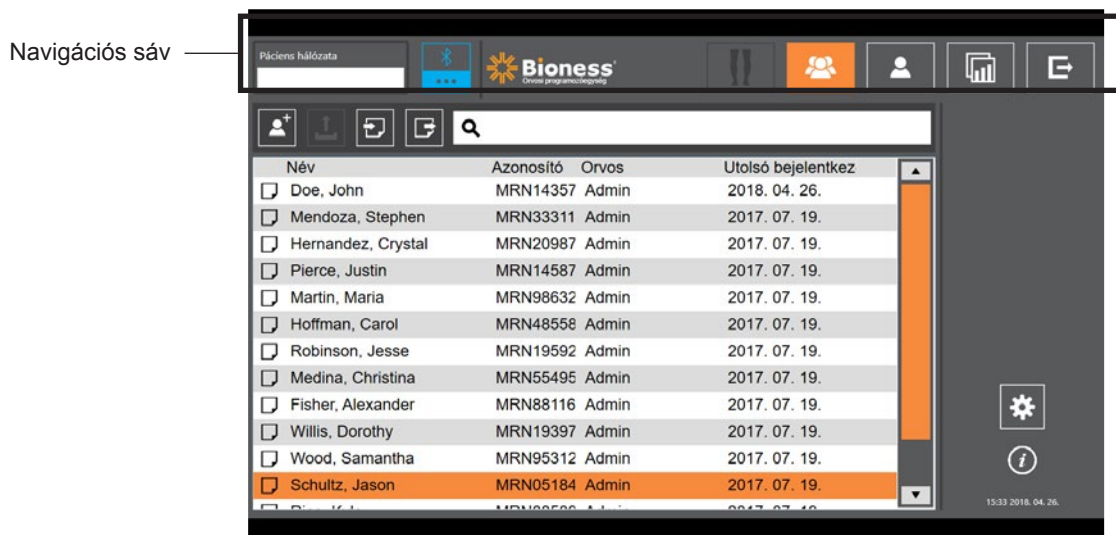 Navigációs sáv
Páciens hálózata
Bioness
Orvosi programozóegység
Név Azonosító Orvos Utolsó bejelentkez
Doe, John MRN14357 Admin 2018. 04. 26.
Mendoza, Stephen MRN33311 Admin 2017. 07. 19.
Hernandez, Crystal MRN20987 Admin 2017. 07. 19.
Pierce, Justin MRN14587 Admin 2017. 07. 19.
Martin, Maria MRN98632 Admin 2017. 07. 19.
Hoffman, Carol MRN48558 Admin 2017. 07. 19.
Robinson, Jesse MRN19592 Admin 2017. 07. 19.
Medina, Christina MRN55495 Admin 2017. 07. 19.
Fisher, Alexander MRN88116 Admin 2017. 07. 19.
Willis, Dorothy MRN19397 Admin 2017. 07. 19.
Wood, Samantha MRN95312 Admin 2017. 07. 19.
Schultz, Jason MRN05184 Admin 2017. 07. 19.
15:33 2018. 04. 26.